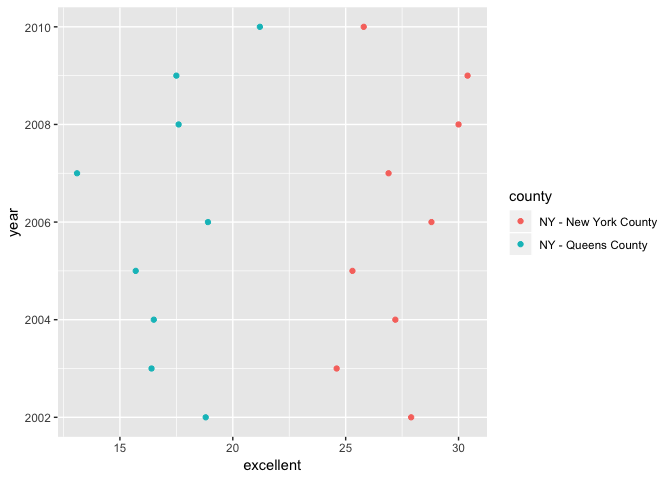 2010
2008
2006
2004
2002
year
15 20 25 30
excellent
county
NY - New York County
NY - Queens County